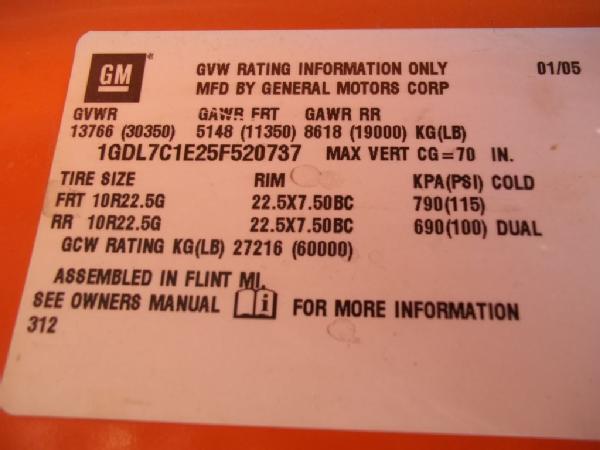 GM
GVW RATING INFORMATION ONLY 01/05
MFD BY GENERAL MOTORS CORP
GVWR GAWR FRT GAWR RR
13766 (30350) 5148 (11350) 8618 (19000) KG(LB)
1GDL7C1E25F520737 MAX VERT CG=70 IN.
TIRE SIZE RIM KPA(PSI) COLD
FRT 10R22.5G 22.5X7.50BC 790(115)
RR 10R22.5G 22.5X7.50BC 690(100) DUAL
GCW RATING KG(LB) 27216 (60000)
ASSEMBLED IN FLINT MI.
SEE OWNERS MANUAL i FOR MORE INFORMATION
312